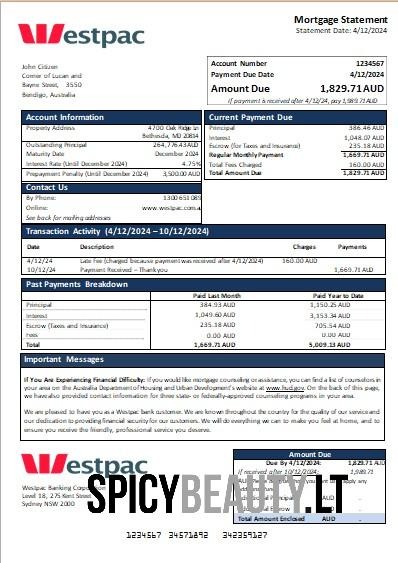 Westpac
Mortgage Statement
Statement Date: 4/12/2024
John Citizen
Corner of Lucan and
Bayne Street, 3550
Bendigo, Australia
Account Number 1234567
Payment Due Date 4/12/2024
Amount Due 1,829.71 AUD
If payment is received after 4/12/24, pay 1,989.71 AUD
Account Information
Property Address 4700 Oak Ridge Ln
Bethesda, MD 20814
Outstanding Principal 264,776.43 AUD
Maturity Date December 2024
Interest Rate (Until December 2024) 4.75%
Prepayment Penalty (Until December 2024) 3,500.00 AUD
Contact Us
By Phone: 1300 651 089
Online: www.westpac.com.a
See back for mailing addresses
Current Payment Due
Principal 386.46 AUD
Interest 1,048.07 AUD
Escrow (for Taxes and Insurance) 235.18 AUD
Regular Monthly Payment 1,669.71 AUD
Total Fees Charged 160.00 AUD
Total Amount Due 1,829.71 AUD
Transaction Activity (4/12/2024 – 10/12/2024)
Date Description Charges Payments
4/12/24 Late Fee (charged because payment was received after 4/12/24) 160.00 AUD
10/12/24 Payment Received – Thank you 1,669.71 AUD
Past Payments Breakdown
Paid Last Month Paid Year to Date
Principal 384.93 AUD 1,150.25 AUD
Interest 1,049.60 AUD 3,153.34 AUD
Escrow (Taxes and Insurance) 235.18 AUD 705.54 AUD
Fees 0.00 AUD 0.00 AUD
Total 1,669.71 AUD 5,009.13 AUD
Important Messages
If You Are Experiencing Financial Difficulty: If you would like mortgage counseling or assistance, you can find a list of counselors in
your area on the Australia Department of Housing and Urban Development's website at www.hud.gov. On the back of this page,
we have also provided contact information for three state- or federally-approved counseling programs in your area.
We are pleased to have you as a Westpac bank customer. We are known throughout the country for the quality of our service and
our dedication to providing financial security for our customers. We will do everything we can to make you feel at home, and to
ensure you receive the friendly, professional service you deserve.
Westpac
Westpac Banking Corporation
Level 18, 275 Kent Street
Sydney NSW 2000
Amount Due
Due By 4/12/2024: 1,829.71 AUD
If received after 10/12/2024: 1,989.71
Total Amount Enclosed AUD .
SPICYBEAUTY.LT
1234567 34571892 342359127